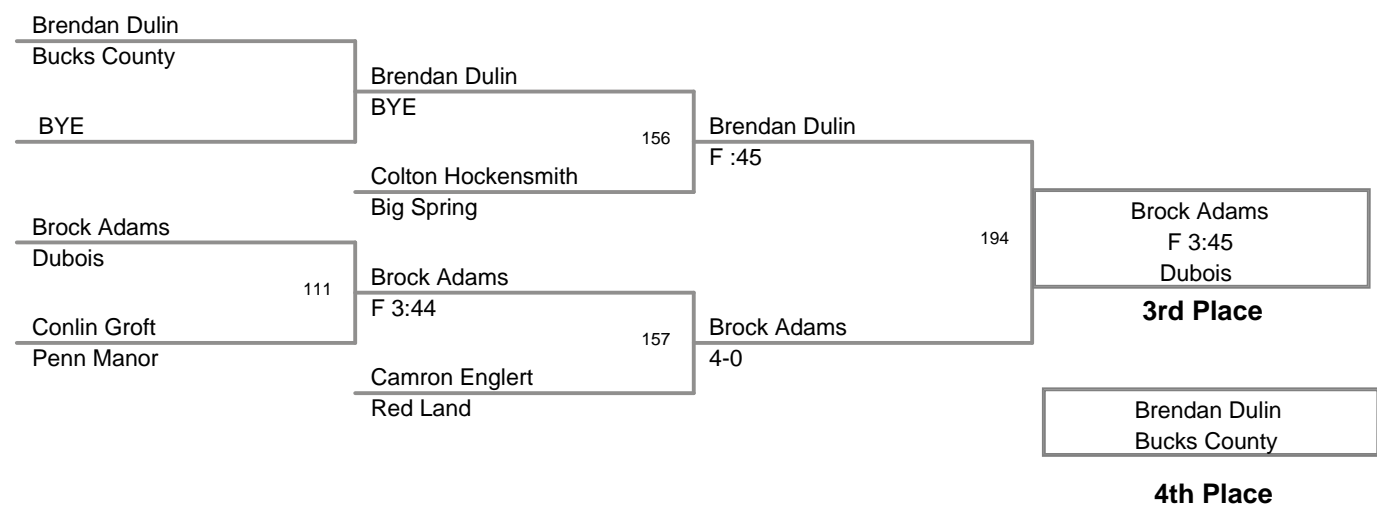 Brendan Dulin
Bucks County
BYE
Brock Adams
Dubois
111
Conlin Groft
Penn Manor
Brendan Dulin
BYE
156
Colton Hockensmith
Big Spring
Brock Adams
F 3:44
157
Camron Englert
Red Land
Brendan Dulin
F :45
194
Brock Adams
4-0
Brock Adams
F 3:45
Dubois
3rd Place
Brendan Dulin
Bucks County
4th Place